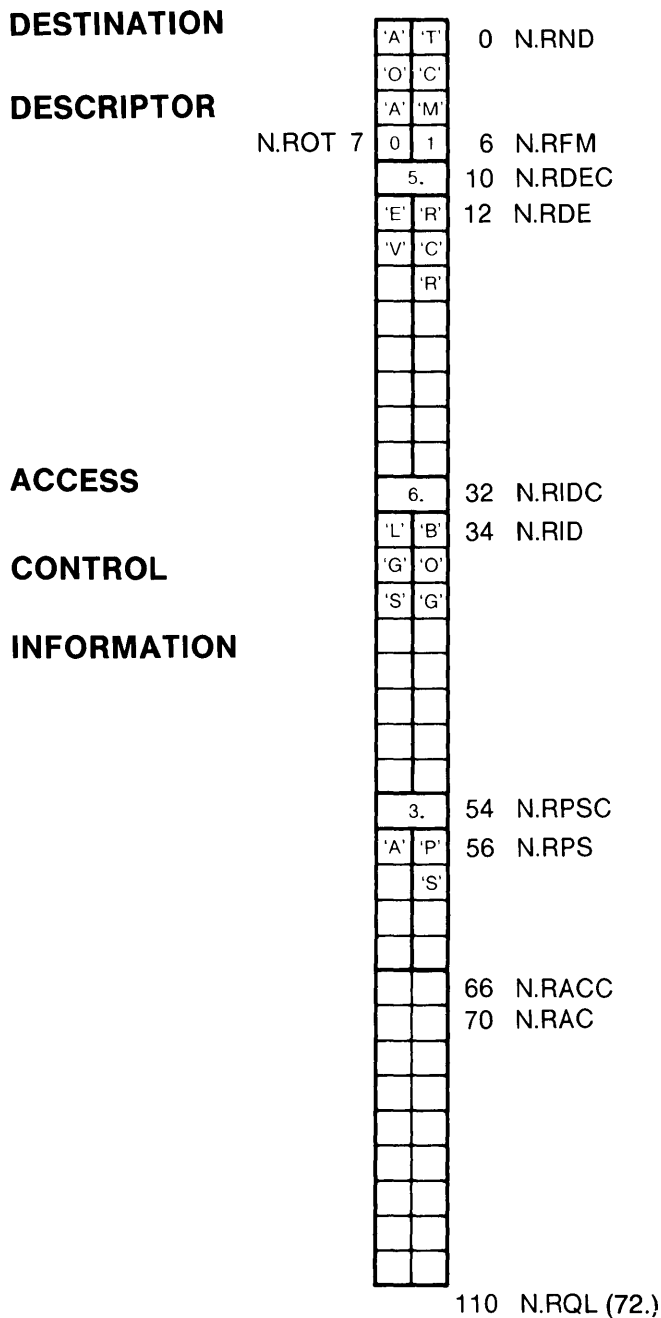 DESTINATION
'A' 'T' 0 N.RND
'O' 'C'
DESCRIPTOR 'A' 'M'
N.ROT 7 0 1 6 N.RFM
5. 10 N.RDEC
'E' 'R' 12 N.RDE
'V' 'C'
'R'
ACCESS
6. 32 N.RIDC
'L' 'B' 34 N.RID
CONTROL 'G' 'O'
'S' 'G'
INFORMATION
3. 54 N.RPSC
'A' 'P' 56 N.RPS
'S'
66 N.RACC
70 N.RAC
110 N.RQL (72.)